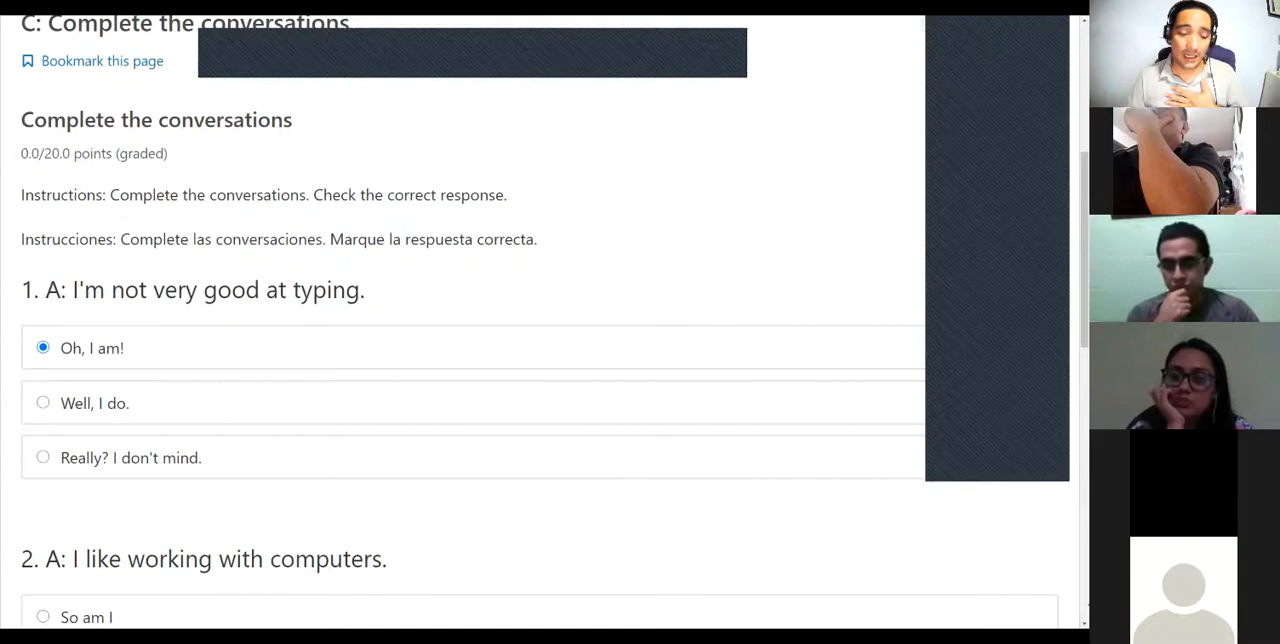 C: Complete the conversations
Bookmark this page
Complete the conversations
0.0/20.0 points (graded)
Instructions: Complete the conversations. Check the correct response.
Instrucciones: Complete las conversaciones. Marque la respuesta correcta.
1. A: I'm not very good at typing.
Oh, I am!
Well, I do.
Really? I don't mind.
2. A: I like working with computers.
So am I